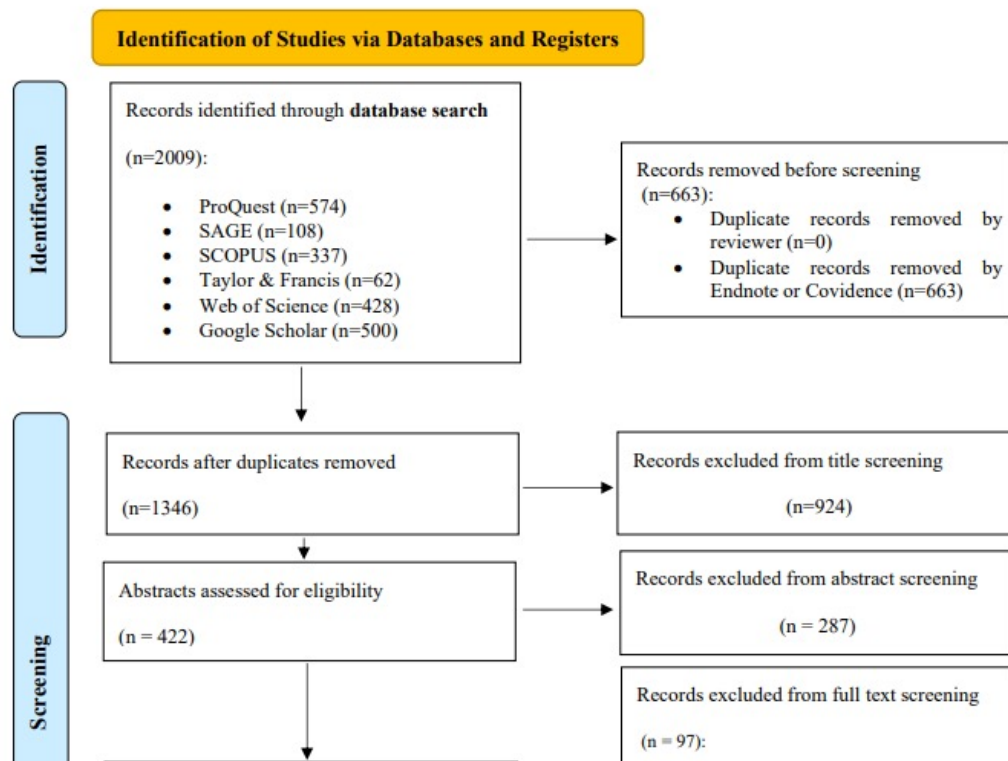 Identification of Studies via Databases and Registers
Identification
Records identified through database search
(n=2009):
• ProQuest (n=574)
• SAGE (n=108)
• SCOPUS (n=337)
• Taylor & Francis (n=62)
• Web of Science (n=428)
• Google Scholar (n=500)
Records removed before screening
(n=663):
• Duplicate records removed by
reviewer (n=0)
• Duplicate records removed by
Endnote or Covidence (n=663)
Screening
Records after duplicates removed
(n=1346)
Records excluded from title screening
(n=924)
Abstracts assessed for eligibility
(n = 422)
Records excluded from abstract screening
(n = 287)
Records excluded from full text screening
(n = 97):